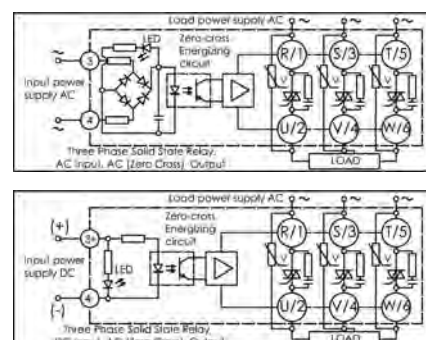 Load power supply AC
LED
Zero-cross
Energizing
circuit
R/1
S/3
T/5
3
Input power
supply AC
4
U/2
V/4
W/6
Three Phase Solid State Relay,
AC Input, AC (Zero Cross), Output
LOAD
Load power supply AC
(+)
3+
Zero-cross
Energizing
circuit
R/1
S/3
T/5
Input power
supply DC
LED
4-
(-)
U/2
V/4
W/6
Three Phase Solid State Relay,
LOAD